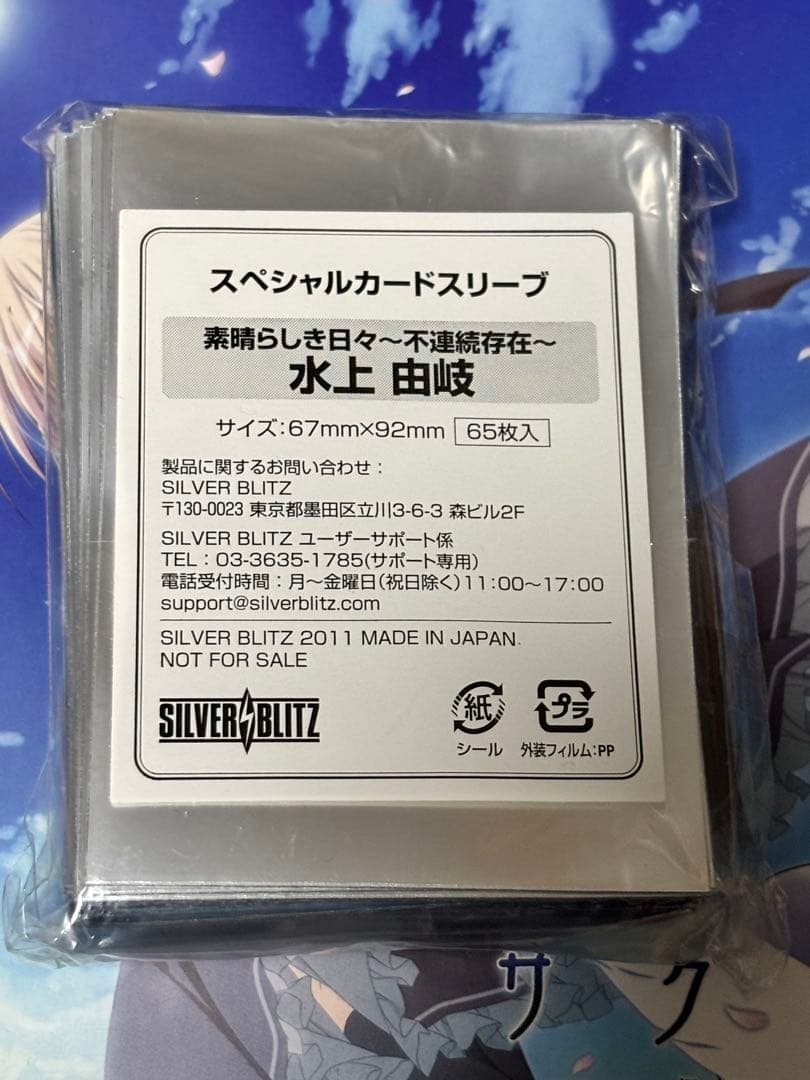 スペシャルカードスリーブ
素晴らしき日々～不連続存在～
水上 由岐
サイズ:67mm×92mm 65枚入
製品に関するお問い合わせ：
SILVER BLITZ
〒130-0023 東京都墨田区立川3-6-3 森ビル2F
SILVER BLITZ ユーザーサポート係
TEL：03-3635-1785(サポート専用)
電話受付時間：月～金曜日(祝日除く)11:00～17:00
support@silverblitz.com
SILVER BLITZ 2011 MADE IN JAPAN.
NOT FOR SALE
SILVER BLITZ
紙 プラ
シール 外装フィルム:PP
サ ク